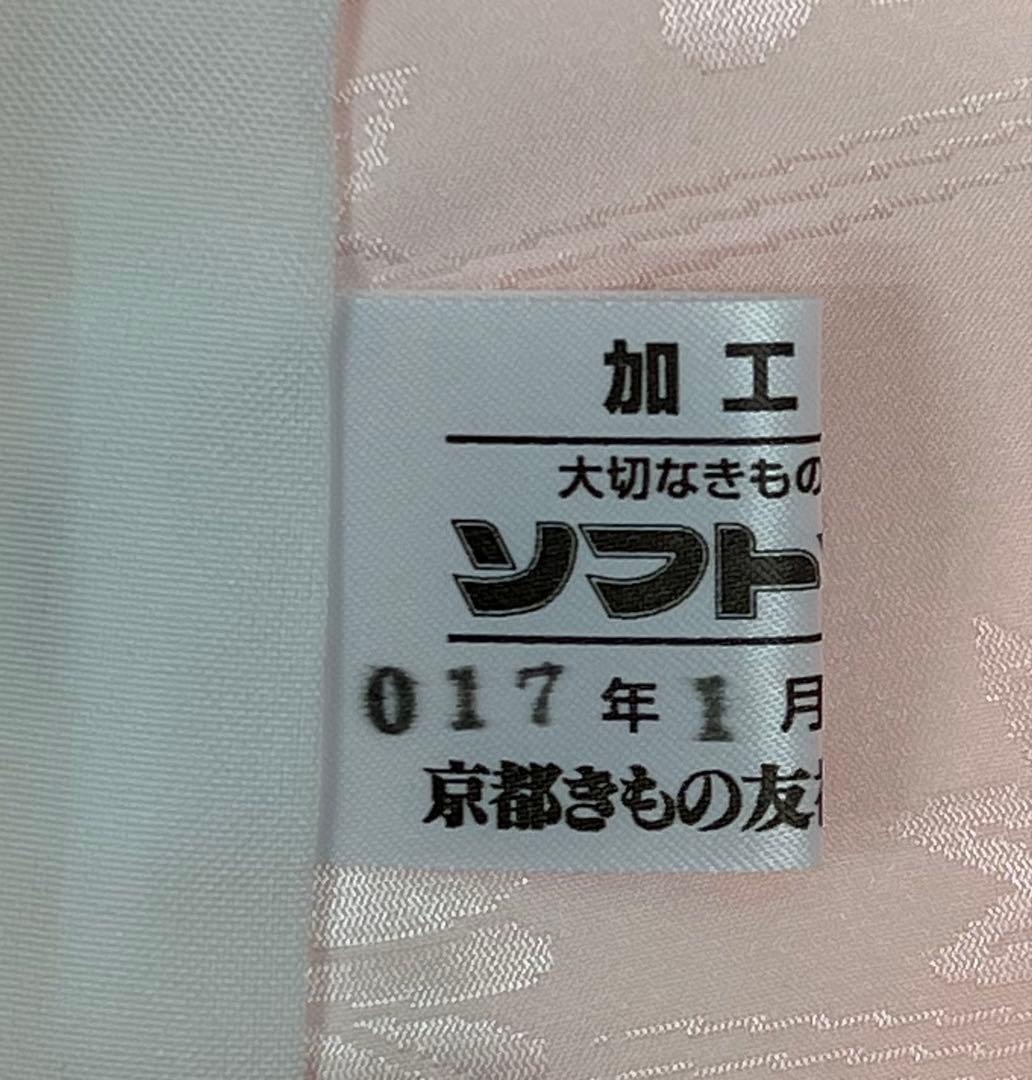 加工
大切なきもの
ソフト
017年1月
京都きもの友